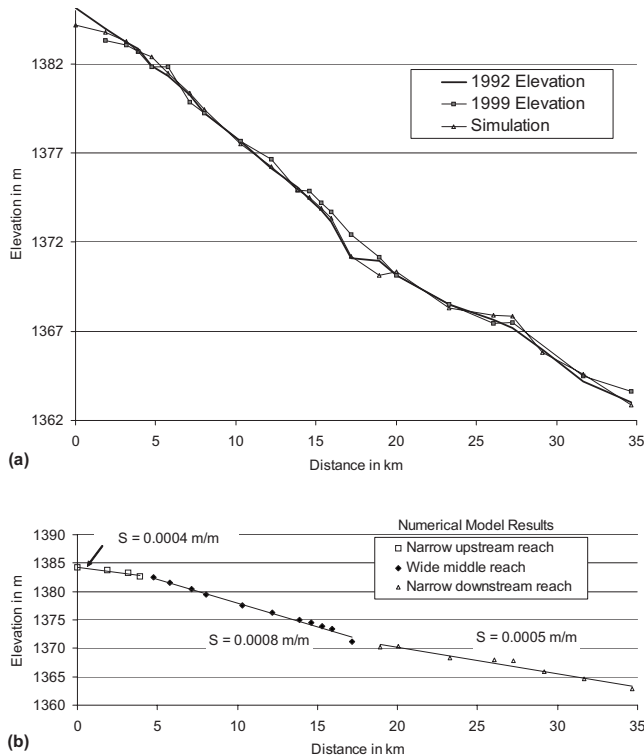 1382
1377
1372
1367
1362
Elevation in m
1992 Elevation
1999 Elevation
Simulation
0 5 10 15 20 25 30 35
Distance in km
(a)
1390
1385
1380
1375
1370
1365
1360
Elevation in m
S = 0.0004 m/m
Numerical Model Results
Narrow upstream reach
Wide middle reach
Narrow downstream reach
S = 0.0008 m/m
S = 0.0005 m/m
0 5 10 15 20 25 30 35
Distance in km
(b)